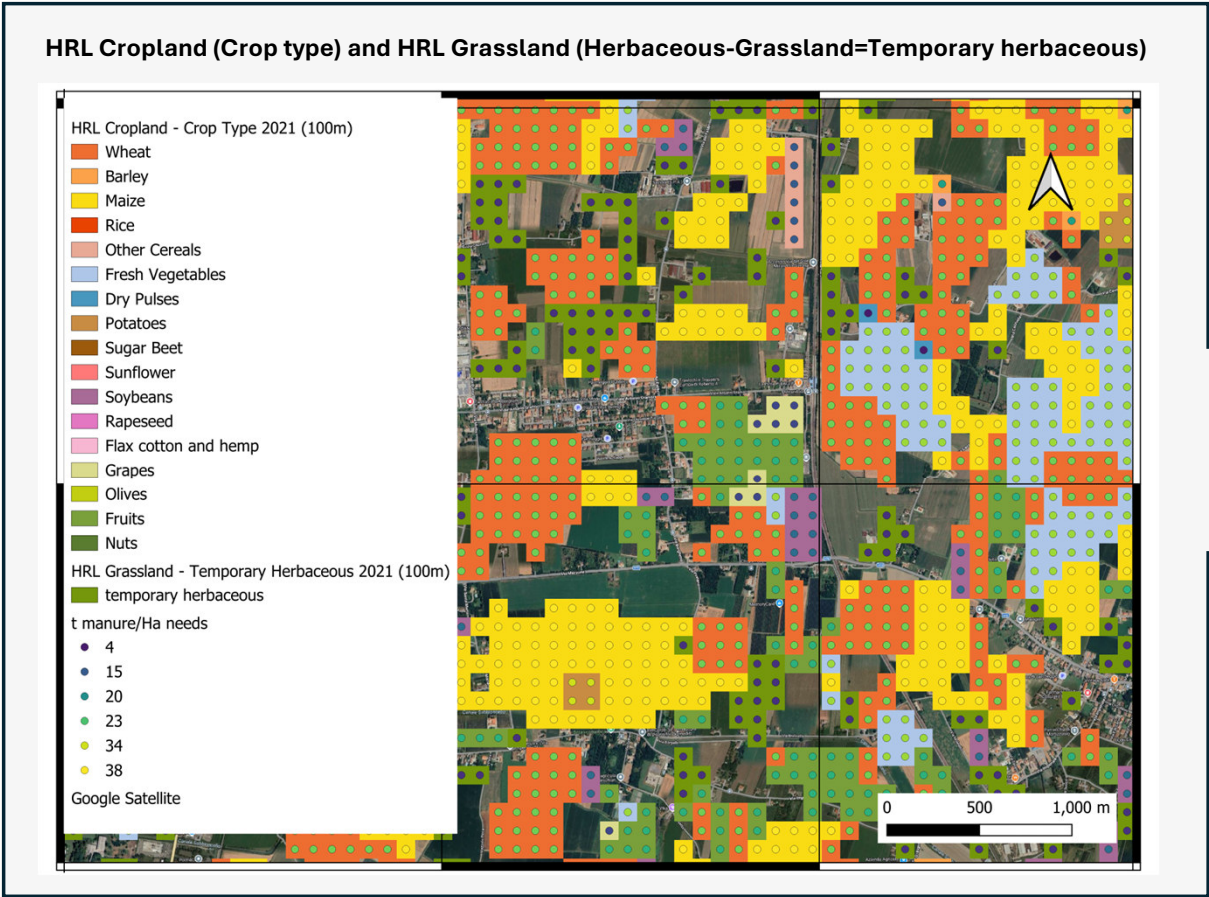 HRL Cropland (Crop type) and HRL Grassland (Herbaceous-Grassland=Temporary herbaceous)
HRL Cropland - Crop Type 2021 (100m)
Wheat
Barley
Maize
Rice
Other Cereals
Fresh Vegetables
Dry Pulses
Potatoes
Sugar Beet
Sunflower
Soybeans
Rapeseed
Flax cotton and hemp
Grapes
Olives
Fruits
Nuts
HRL Grassland - Temporary Herbaceous 2021 (100m)
temporary herbaceous
t manure/Ha needs
4
15
20
23
34
38
Google Satellite
0 500 1,000 m